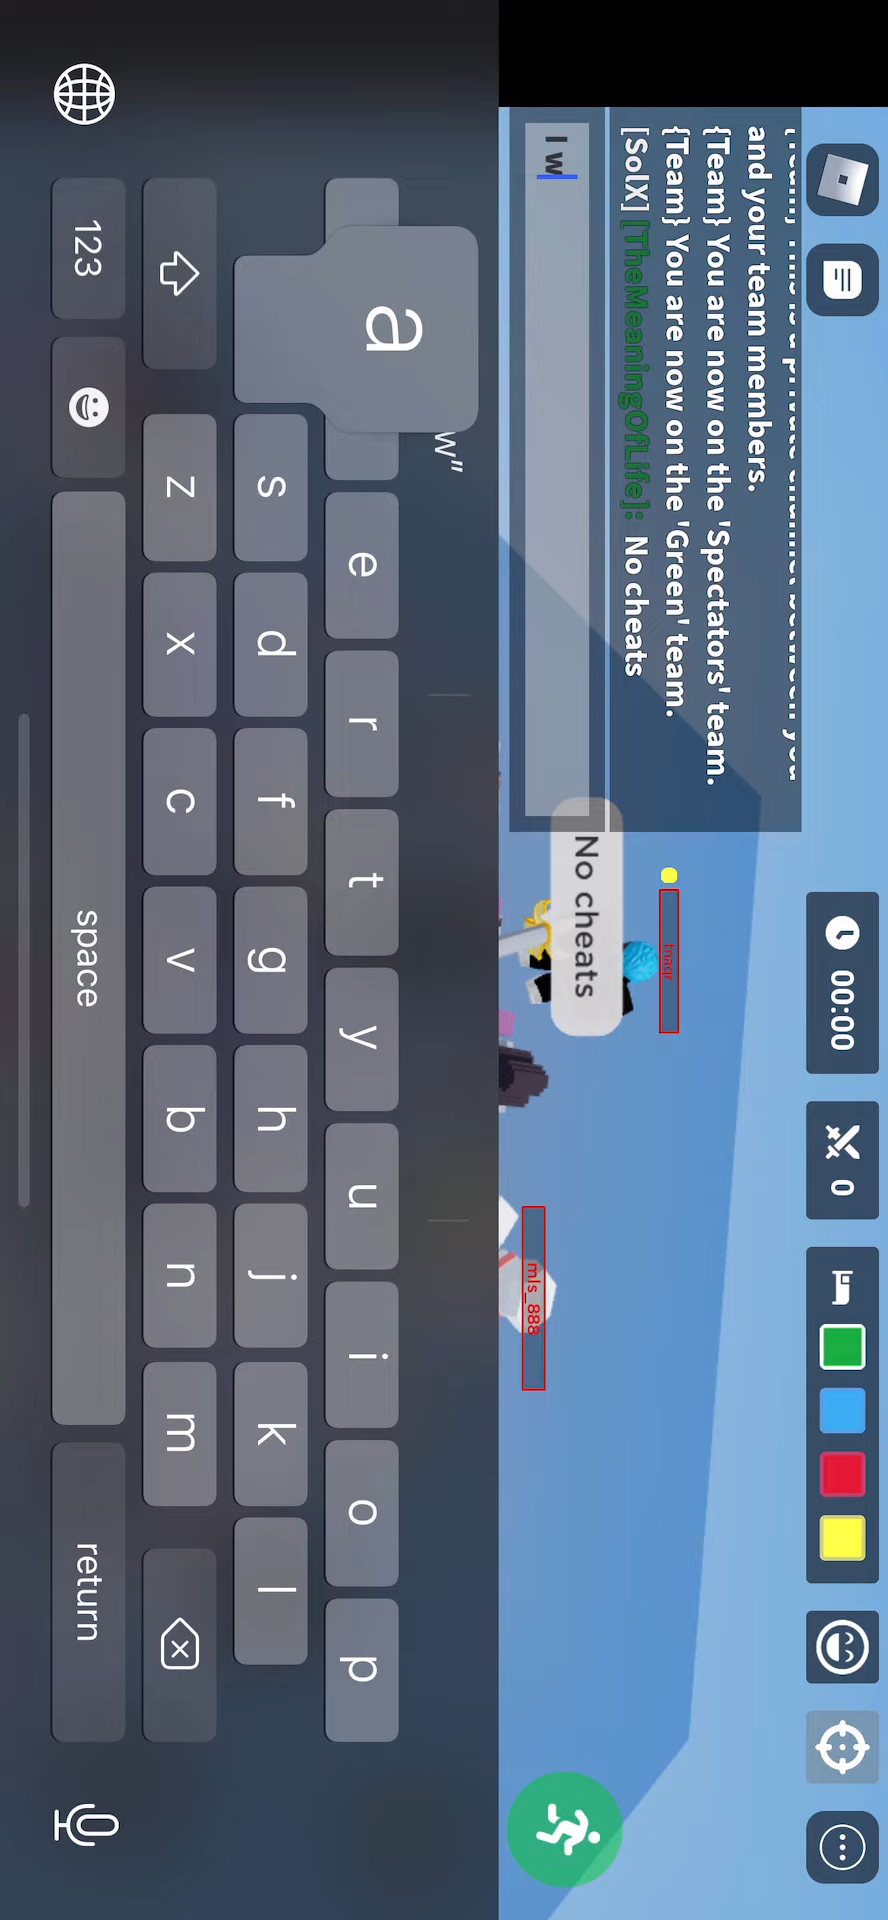 and your team members.
{Team} You are now on the 'Spectators' team.
{Team} You are now on the 'Green' team.
[SolX] [TheMeaningOfLife]: No cheats
I w
00:00
0
No cheats
tnaqr
mls_888
w"
e r t y u i o p
a s d f g h j k l
z x c v b n m
123 space return